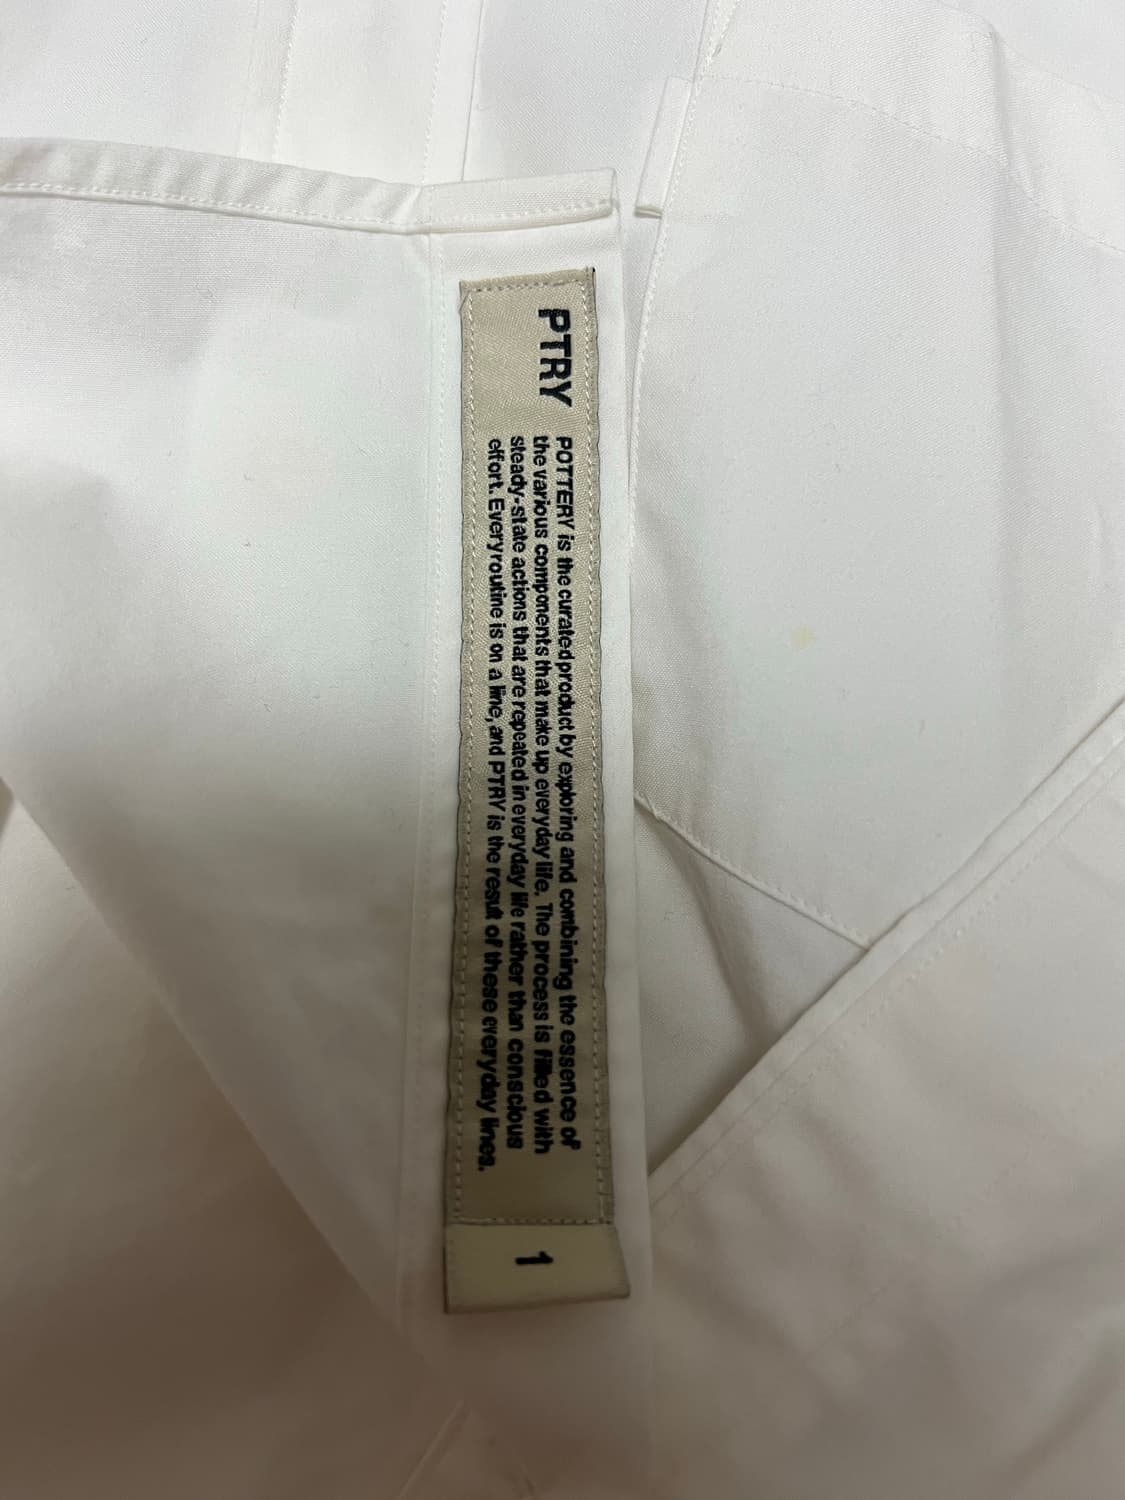 PTRY
POTTERY is the curated product by exploring and combining the essence of
the various components that make up everyday life. The process is filled with
steady-state actions that are repeated in everyday life rather than conscious
effort. Every routine is on a line, and PTRY is the result of these everyday lines.
1